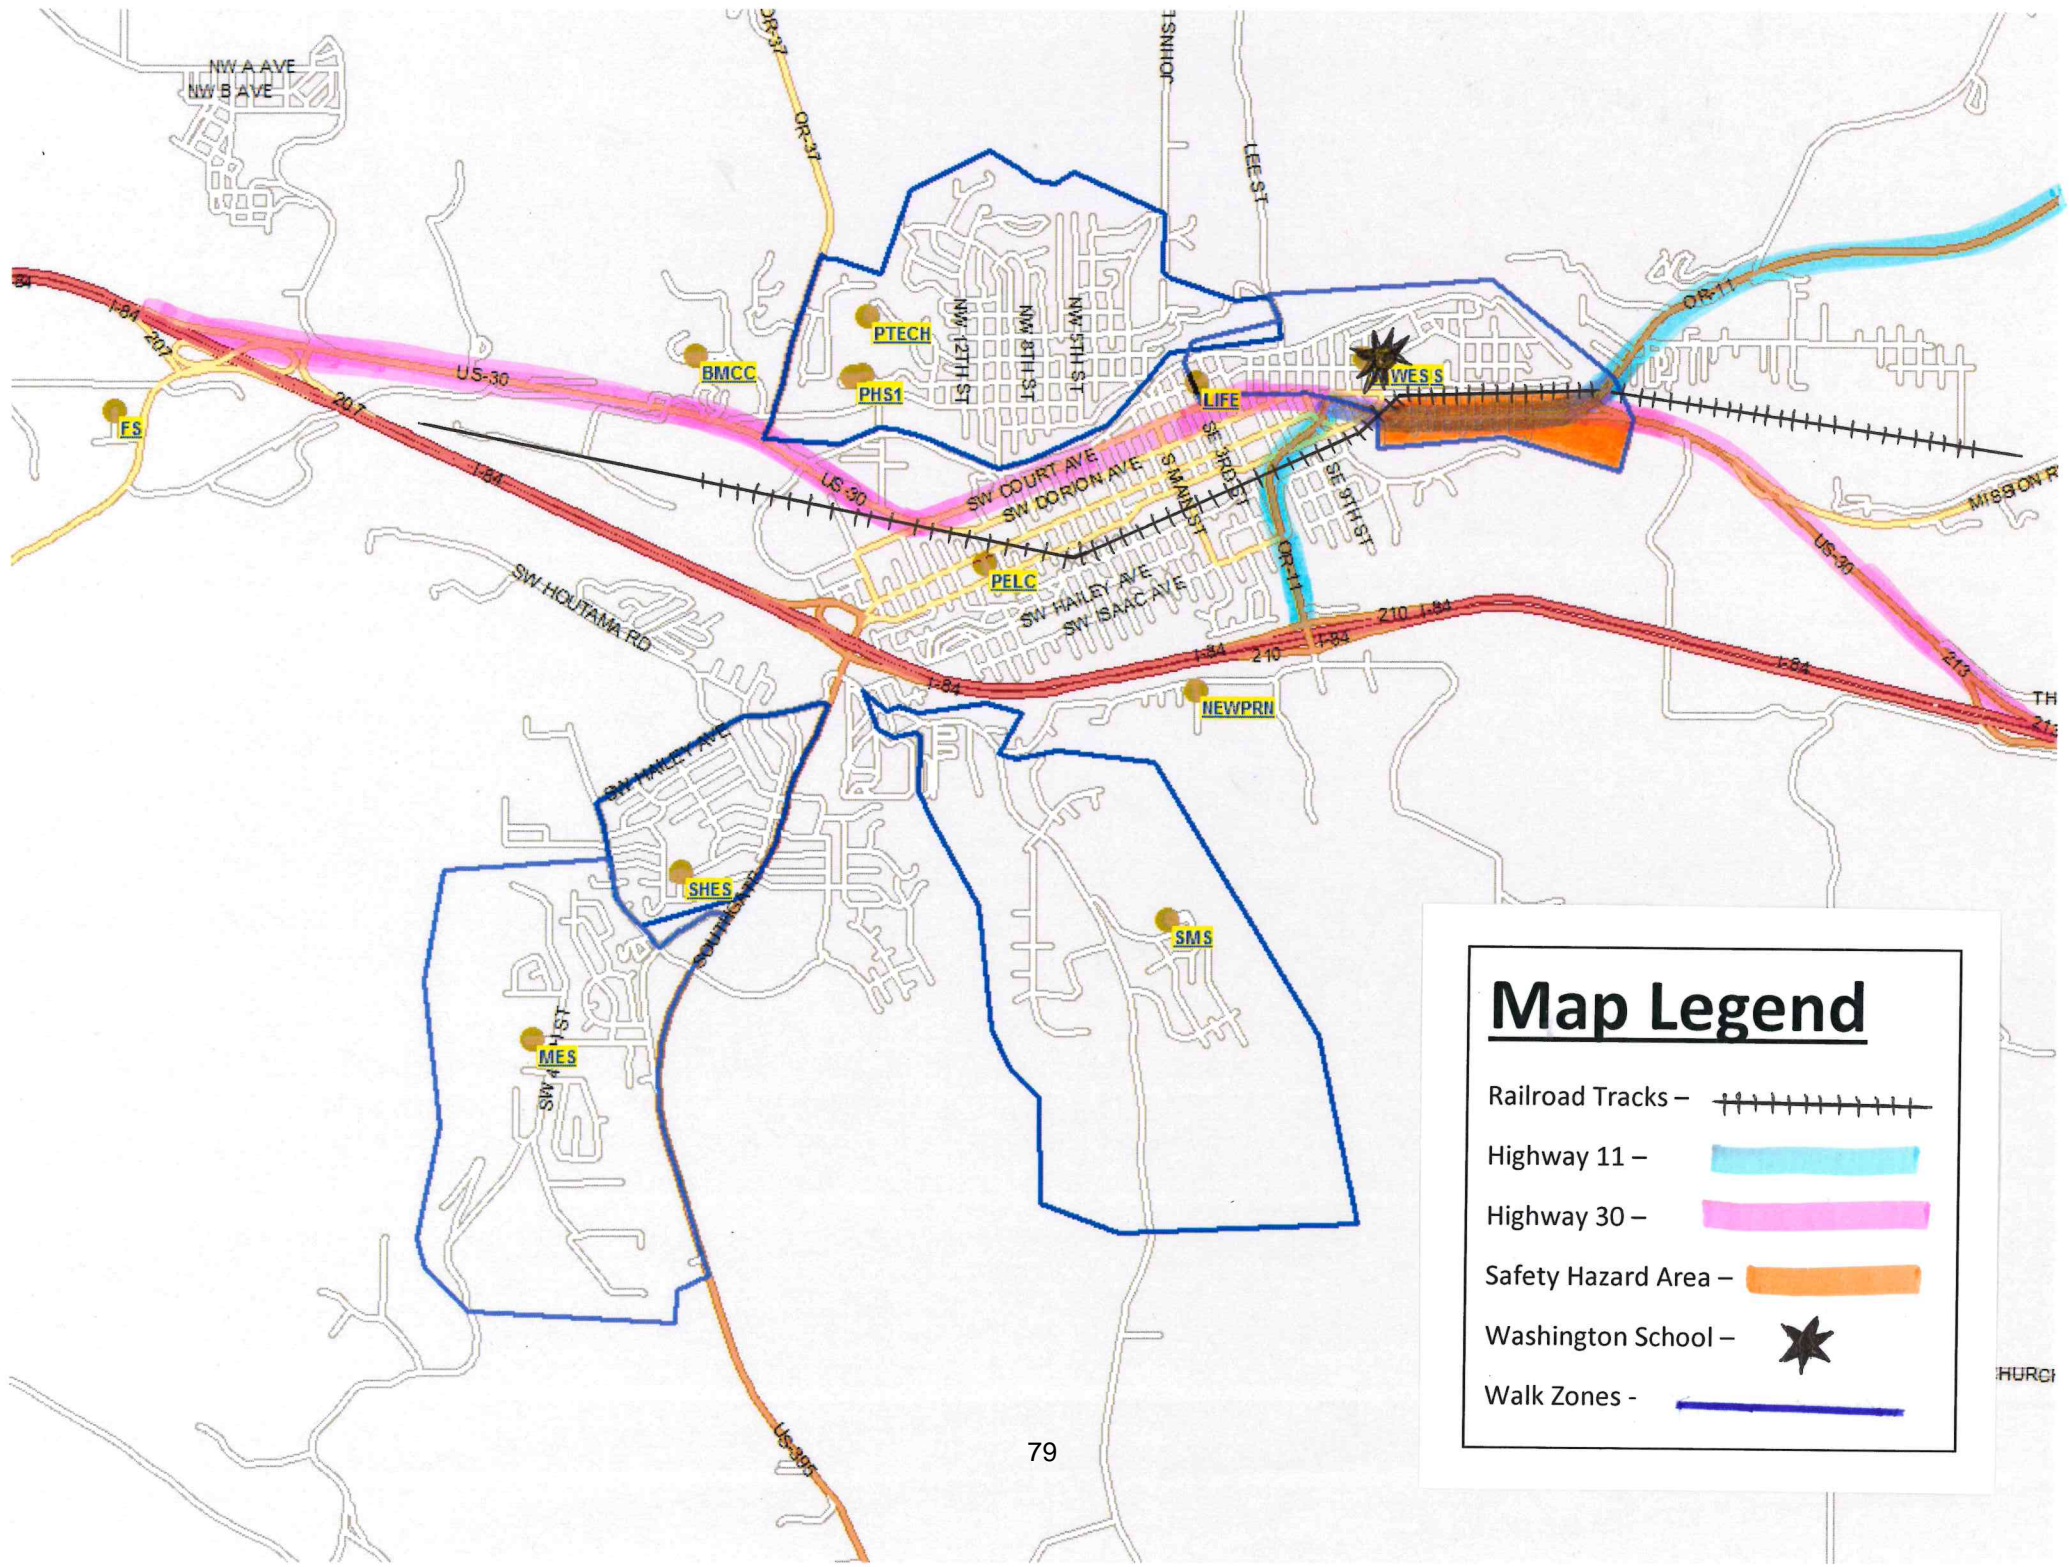 OR-37
JOHNS
NW A AVE
NW B AVE
OR-37
LEE ST
84
I-84
207
US-30
207
OR-11
NW 12TH ST
NW 8TH ST
NW 5TH ST
PTECH
BMCC
PHS1
WES S
LIFE
FS
I-84
US-30
SW COURT AVE
SW DORION AVE
S MAIN ST
SE 3RD ST
SE 9TH ST
MISSION R
US-30
OR-11
PELC
SW HAILEY AVE
SW ISAAC AVE
SW HOUTAMA RD
210 I-84
I-84
210
I-84
I-84
I-84
213
TH
NEWPRN
SW HAILEY AVE
SHES
SOUTHGATE
SMS
MES
US-395
HURCH
Map Legend
Railroad Tracks –
Highway 11 –
Highway 30 –
Safety Hazard Area –
Washington School –
Walk Zones -
79